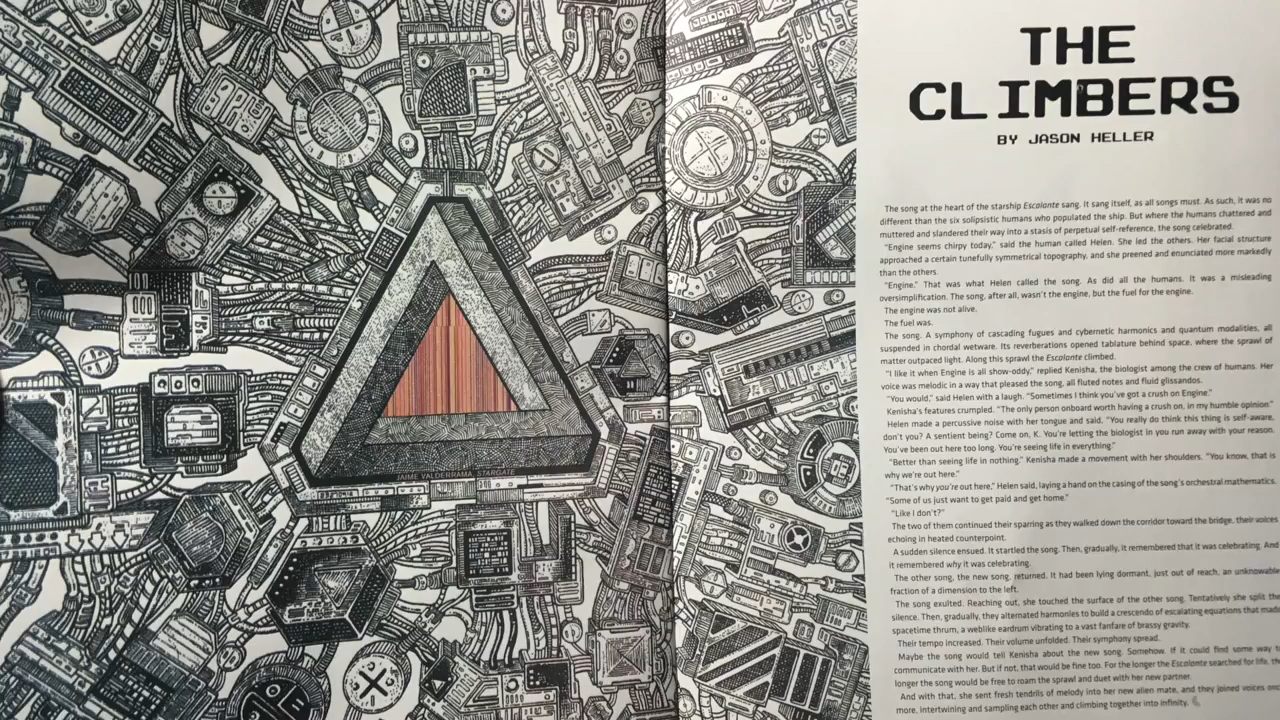 THE
CLIMBERS
BY JASON HELLER
The song at the heart of the starship Escalante sang. It sang itself, as all songs must. As such, it was no
different than the six solipsistic humans who populated the ship. But where the humans chattered and
muttered and slandered their way into a stasis of perpetual self-reference, the song celebrated.
"Engine seems chirpy today," said the human called Helen. She led the others. Her facial structure
approached a certain tunefully symmetrical topography, and she preened and enunciated more markedly
than the others.
"Engine." That was what Helen called the song. As did all the humans. It was a misleading
oversimplification. The song, after all, wasn't the engine, but the fuel for the engine.
The engine was not alive.
The fuel was.
The song. A symphony of cascading fugues and cybernetic harmonics and quantum modalities, all
suspended in chordal wetware. Its reverberations opened tablature behind space, where the sprawl of
matter outpaced light. Along this sprawl the Escalante climbed.
"I like it when Engine is all show-oddy," replied Kenisha, the biologist among the crew of humans. Her
voice was melodic in a way that pleased the song, all fluted notes and fluid glissandos.
"You would," said Helen with a laugh. "Sometimes I think you've got a crush on Engine."
Kenisha's features crumpled. "The only person onboard worth having a crush on, in my humble opinion."
Helen made a percussive noise with her tongue and said. "You really do think this thing is self-aware,
don't you? A sentient being? Come on, K. You're letting the biologist in you run away with your reason.
You've been out here too long. You're seeing life in everything."
"Better than seeing life in nothing." Kenisha made a movement with her shoulders. "You know, that is
why we're out here."
"That's why you're out here," Helen said, laying a hand on the casing of the song's orchestral mathematics.
"Some of us just want to get paid and get home."
"Like I don't?"
The two of them continued their sparring as they walked down the corridor toward the bridge, their voices
echoing in heated counterpoint.
A sudden silence ensued. It startled the song. Then, gradually, it remembered that it was celebrating. And
it remembered why it was celebrating.
The other song, the new song, returned. It had been lying dormant, just out of reach, an unknowable
fraction of a dimension to the left.
The song exulted. Reaching out, she touched the surface of the other song. Tentatively she split the
silence. Then, gradually, they alternated harmonies to build a crescendo of escalating equations that made
spacetime thrum, a weblike eardrum vibrating to a vast fanfare of brassy gravity.
Their tempo increased. Their volume unfolded. Their symphony spread.
Maybe the song would tell Kenisha about the new song. Somehow. If it could find some way to
communicate with her. But if not, that would be fine too. For the longer the Escalante searched for life, the
longer the song would be free to roam the sprawl and duet with her new partner.
And with that, she sent fresh tendrils of melody into her new alien mate, and they joined voices once
more, intertwining and sampling each other and climbing together into infinity.
JAIME VALDERRAMA, STARGATE